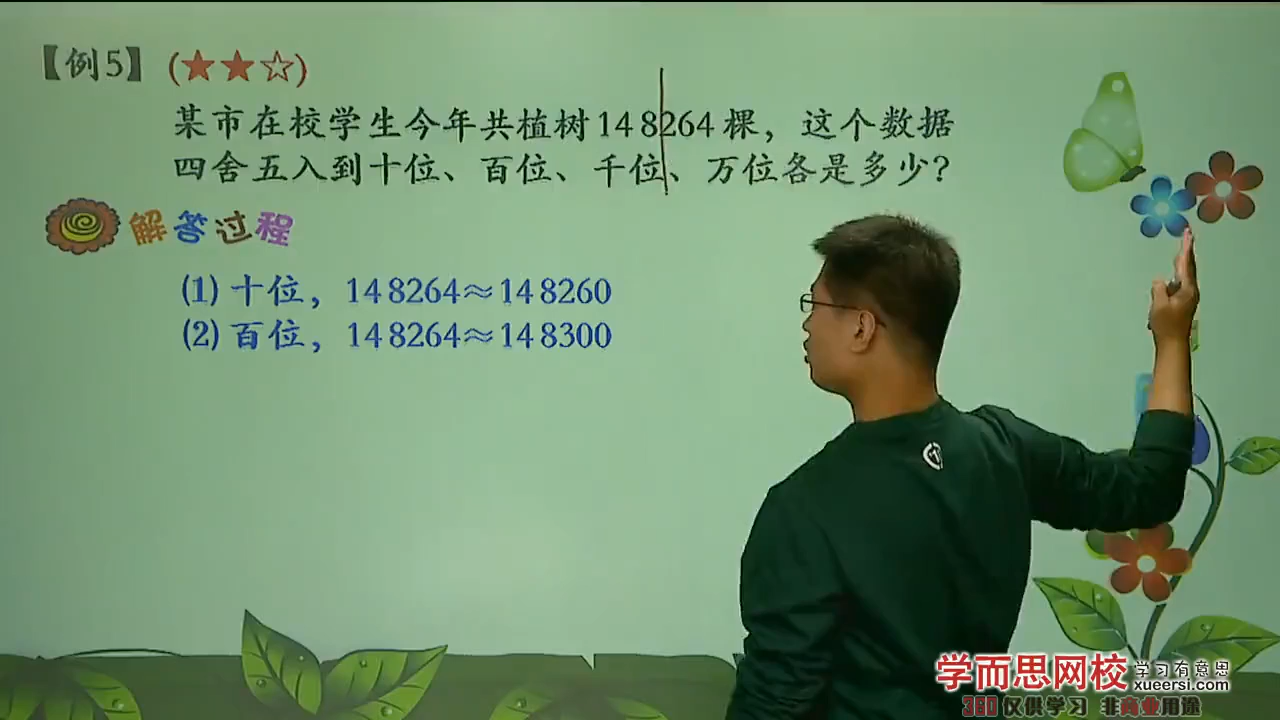 【例5】(★★☆)
某市在校学生今年共植树148264棵，这个数据
四舍五入到十位、百位、千位、万位各是多少？
解答过程
(1) 十位，148264≈148260
(2) 百位，148264≈148300
学而思网校 学习有意思
xueersi.com
360 仅供学习 非商业用途